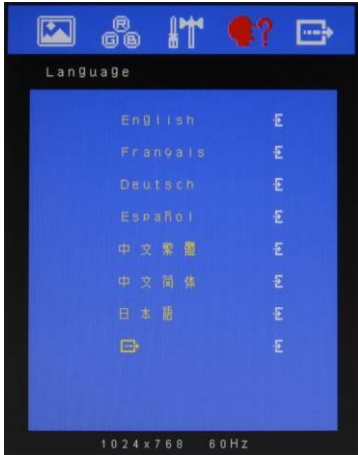 R G B ?
Language
English
Français
Deutsch
Español
中文繁體
中文简体
日本語
1024x768 60Hz